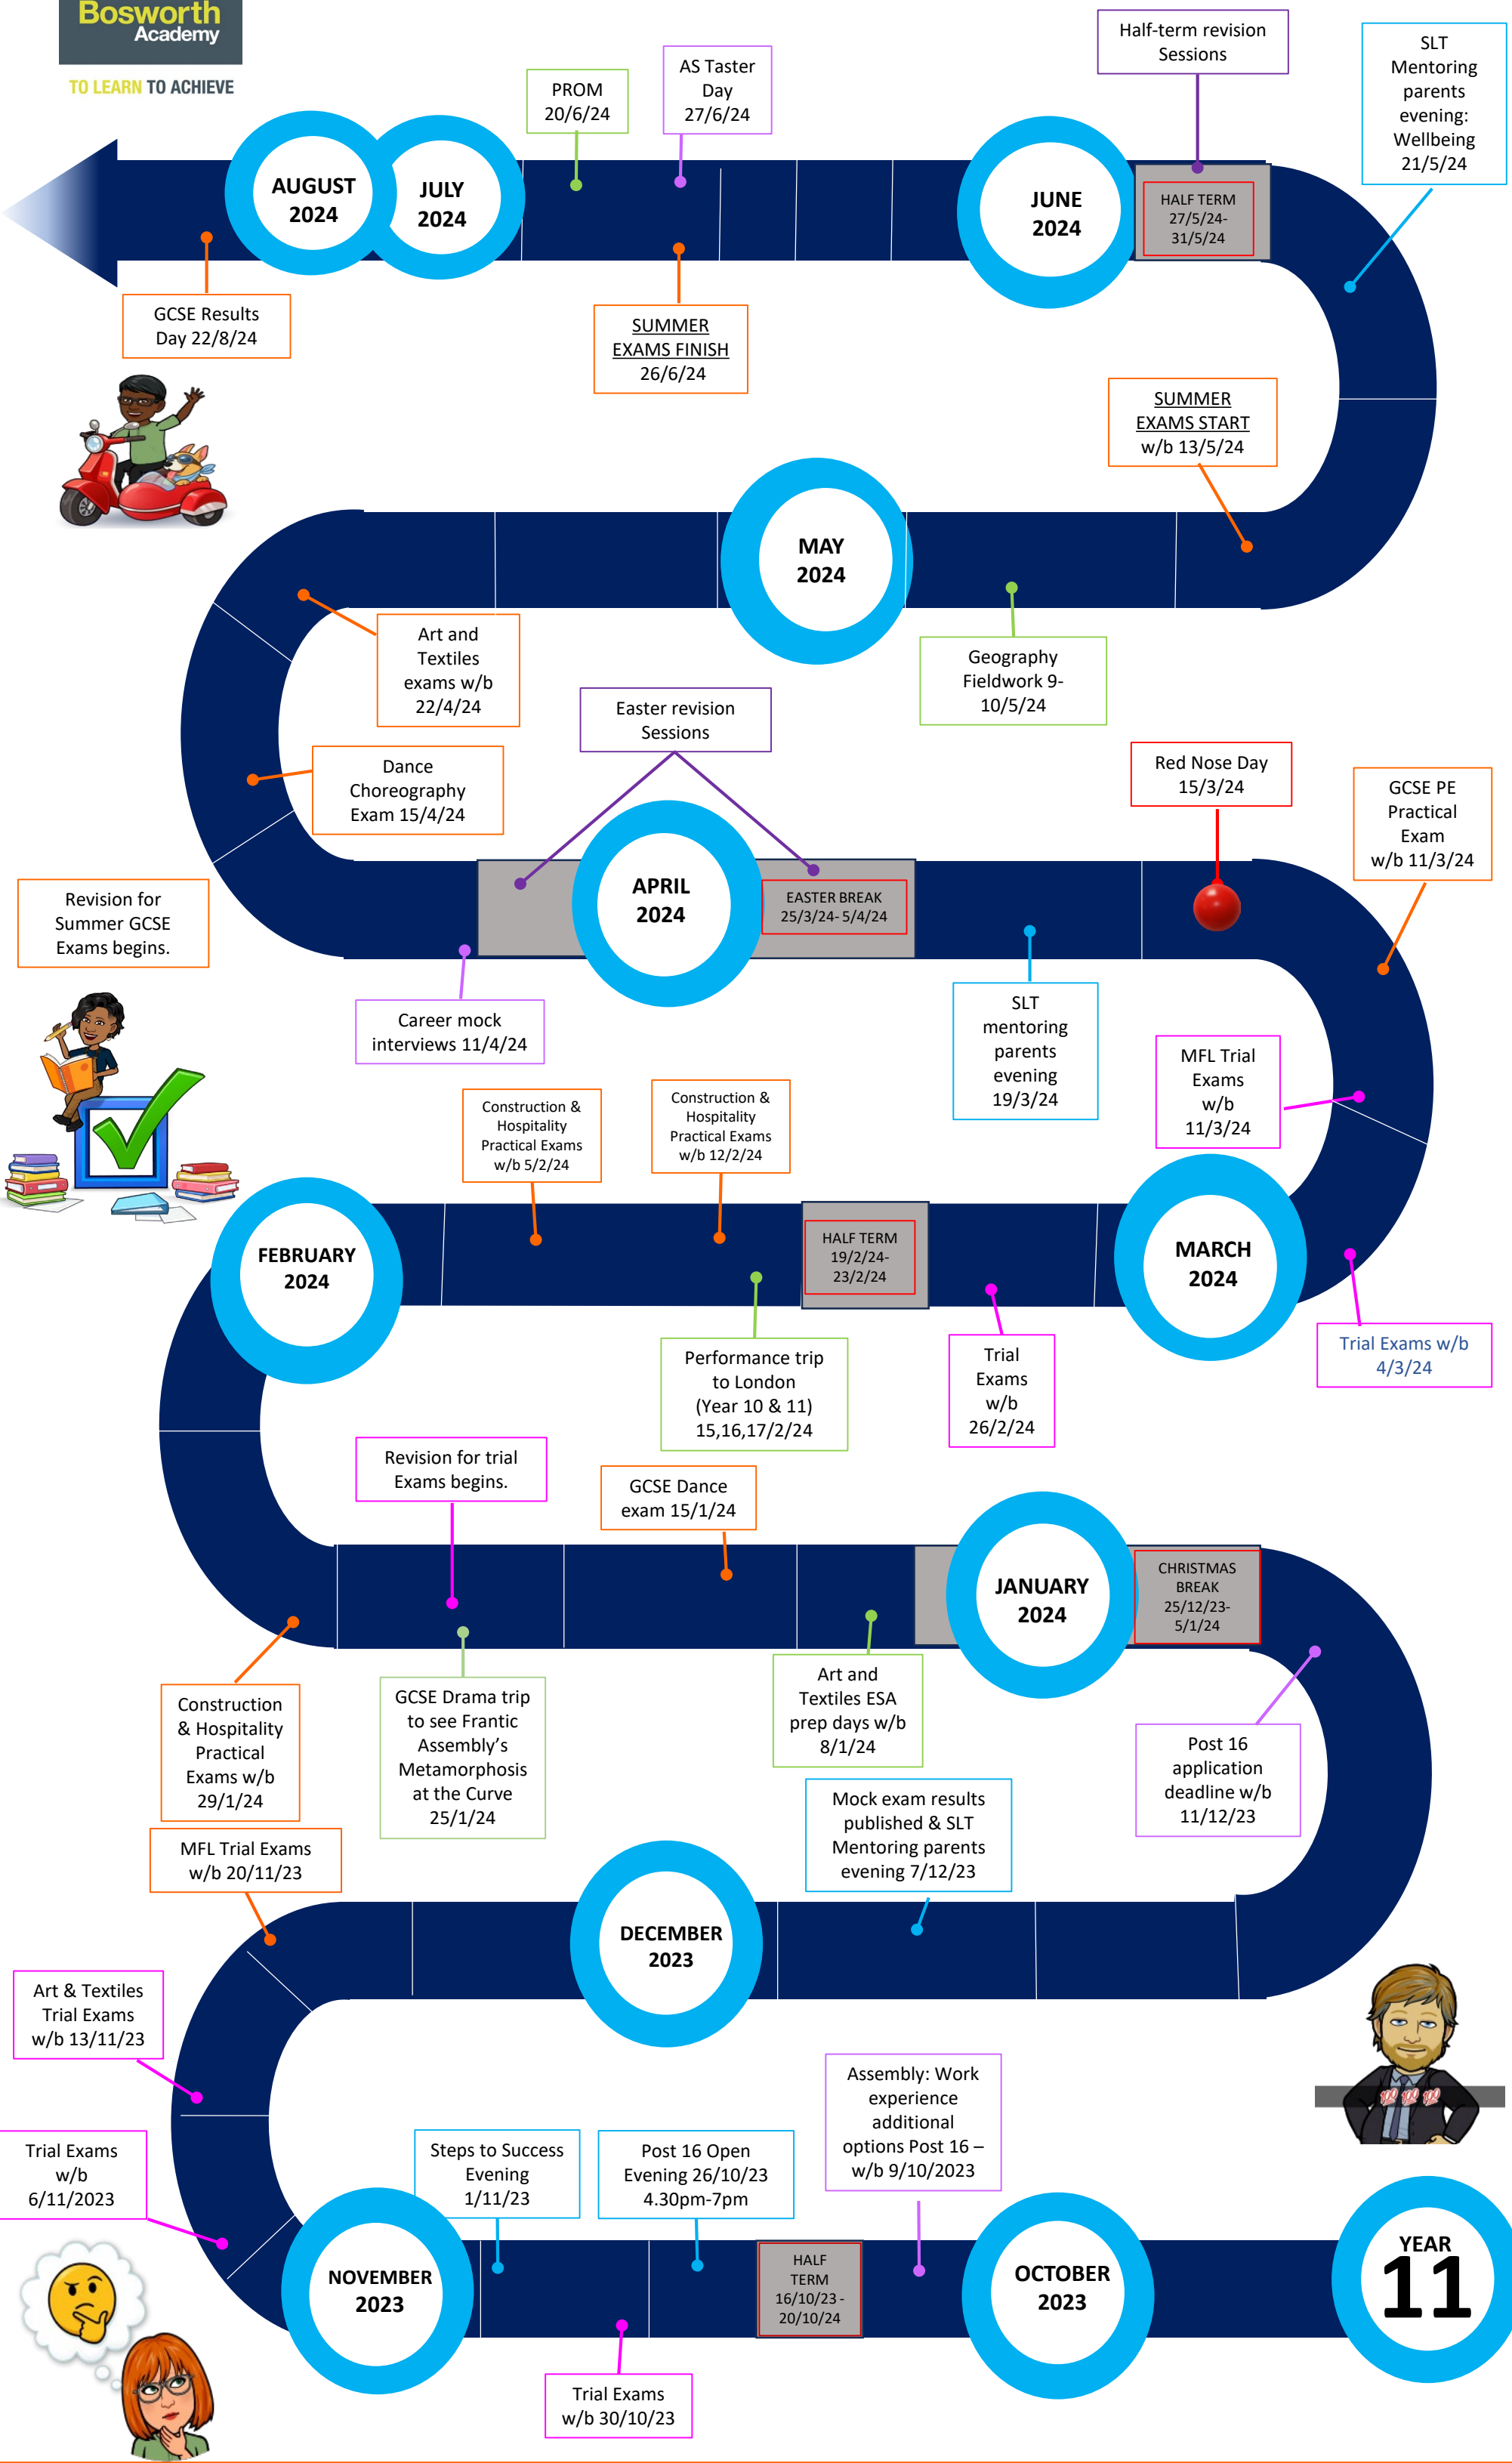 Bosworth
Academy
TO LEARN TO ACHIEVE
PROM
20/6/24
AS Taster
Day
27/6/24
Half-term revision
Sessions
SLT
Mentoring
parents
evening:
Wellbeing
21/5/24
AUGUST
2024
JULY
2024
JUNE
2024
HALF TERM
27/5/24-
31/5/24
GCSE Results
Day 22/8/24
SUMMER
EXAMS FINISH
26/6/24
SUMMER
EXAMS START
w/b 13/5/24
MAY
2024
Art and
Textiles
exams w/b
22/4/24
Geography
Fieldwork 9-
10/5/24
Easter revision
Sessions
Dance
Choreography
Exam 15/4/24
Red Nose Day
15/3/24
GCSE PE
Practical
Exam
w/b 11/3/24
Revision for
Summer GCSE
Exams begins.
APRIL
2024
EASTER BREAK
25/3/24- 5/4/24
Career mock
interviews 11/4/24
SLT
mentoring
parents
evening
19/3/24
MFL Trial
Exams
w/b
11/3/24
Construction &
Hospitality
Practical Exams
w/b 5/2/24
Construction &
Hospitality
Practical Exams
w/b 12/2/24
FEBRUARY
2024
HALF TERM
19/2/24-
23/2/24
MARCH
2024
Performance trip
to London
(Year 10 & 11)
15,16,17/2/24
Trial
Exams
w/b
26/2/24
Trial Exams w/b
4/3/24
Revision for trial
Exams begins.
GCSE Dance
exam 15/1/24
JANUARY
2024
CHRISTMAS
BREAK
25/12/23-
5/1/24
Construction
& Hospitality
Practical
Exams w/b
29/1/24
GCSE Drama trip
to see Frantic
Assembly's
Metamorphosis
at the Curve
25/1/24
Art and
Textiles ESA
prep days w/b
8/1/24
Post 16
application
deadline w/b
11/12/23
Mock exam results
published & SLT
Mentoring parents
evening 7/12/23
MFL Trial Exams
w/b 20/11/23
DECEMBER
2023
Art & Textiles
Trial Exams
w/b 13/11/23
100 100 100
Assembly: Work
experience
additional
options Post 16 –
w/b 9/10/2023
Trial Exams
w/b
6/11/2023
Steps to Success
Evening
1/11/23
Post 16 Open
Evening 26/10/23
4.30pm-7pm
NOVEMBER
2023
HALF
TERM
16/10/23 -
20/10/24
OCTOBER
2023
YEAR
11
Trial Exams
w/b 30/10/23